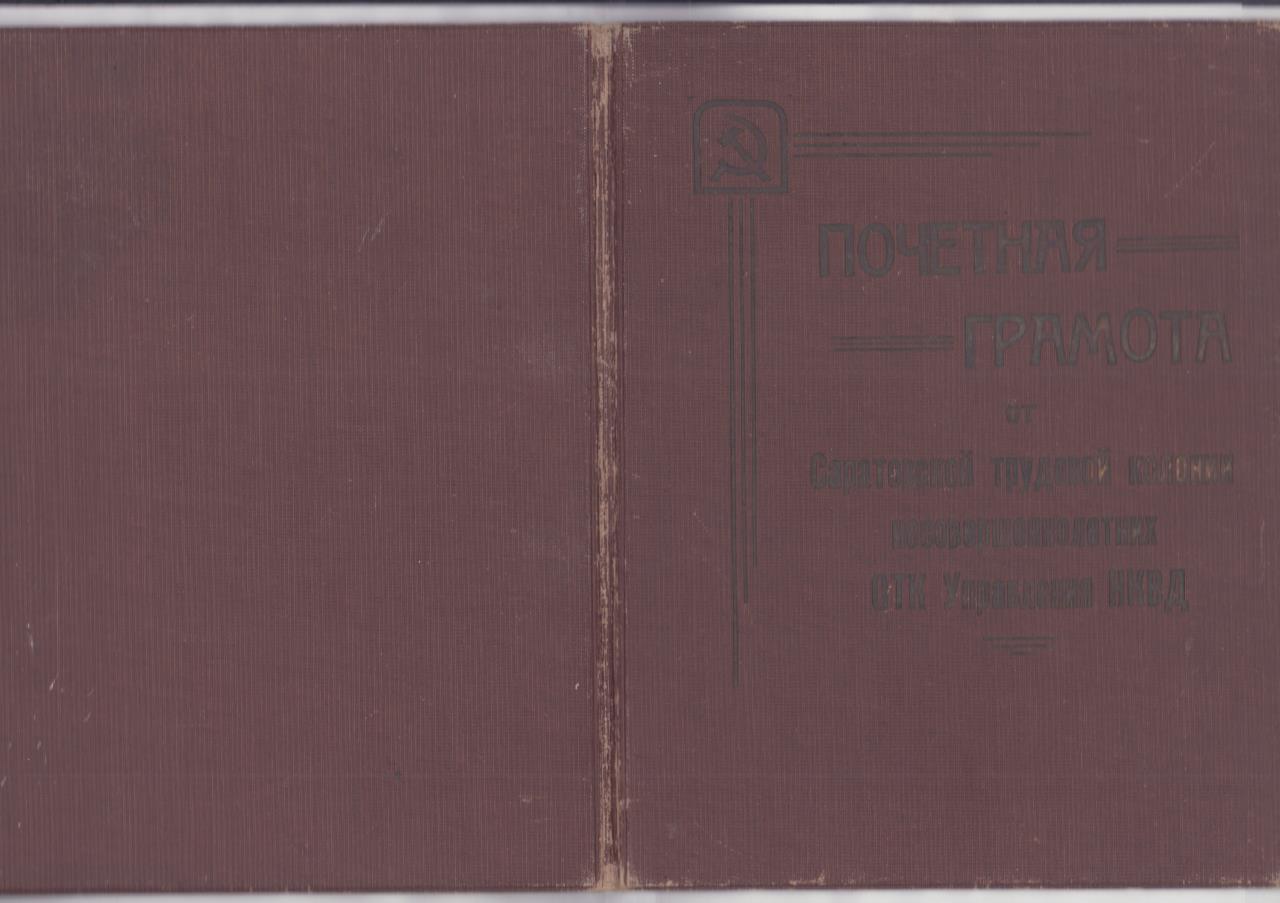 ПОЧЕТНАЯ
ГРАМОТА
от
Саратовской трудовой колонии
несовершеннолетних
ОТК Управления НКВД